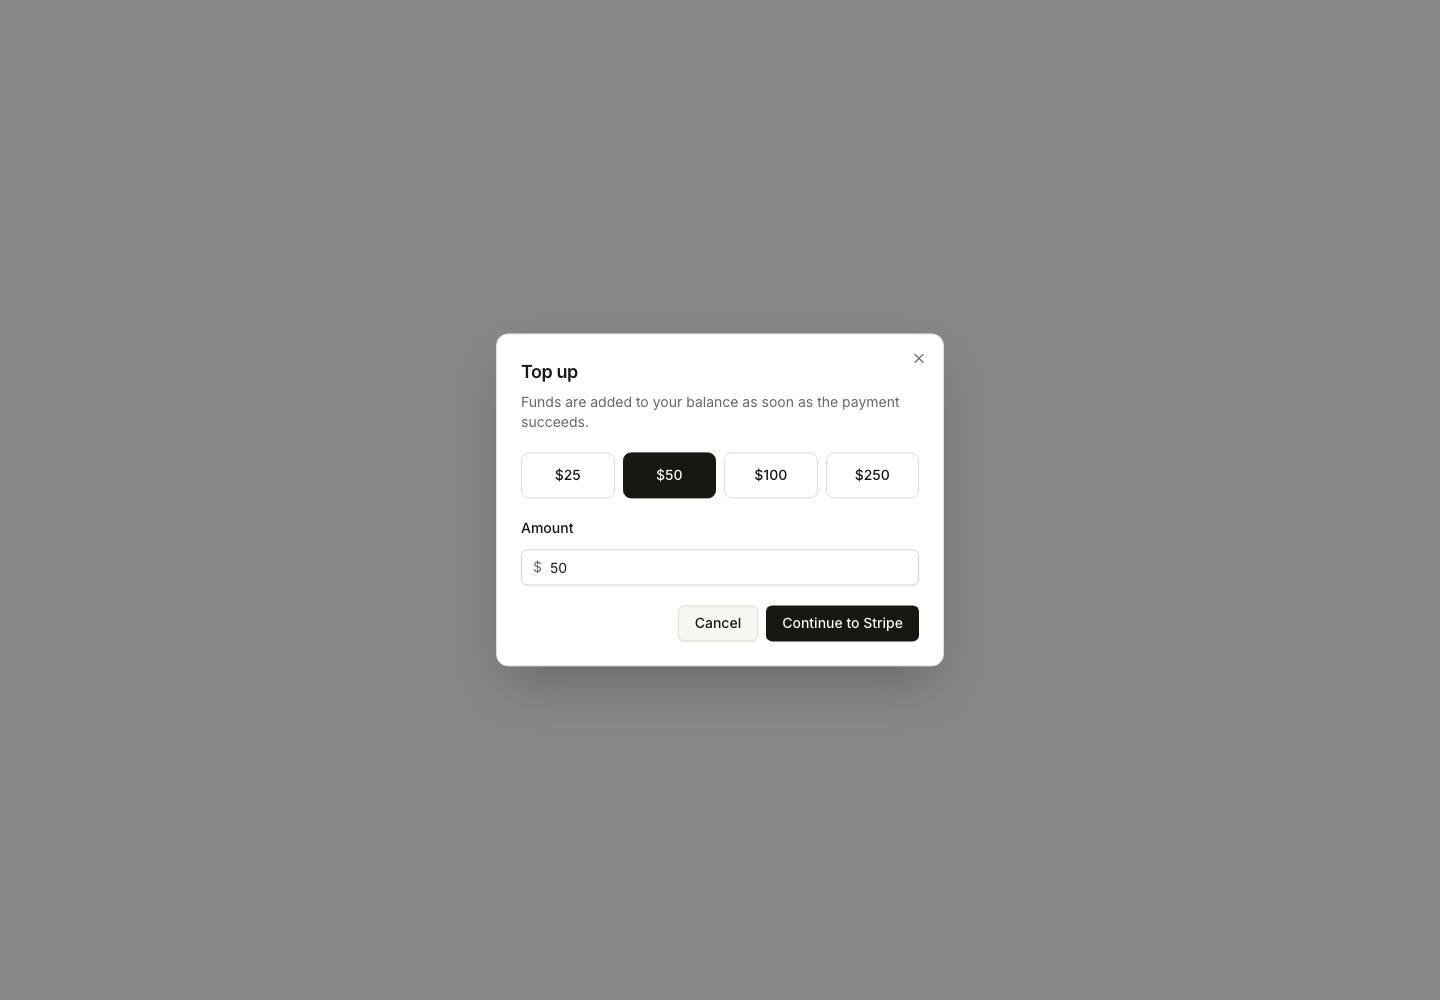 Top up
Funds are added to your balance as soon as the payment
succeeds.
$25
$50
$100
$250
Amount
$ 50
Cancel
Continue to Stripe